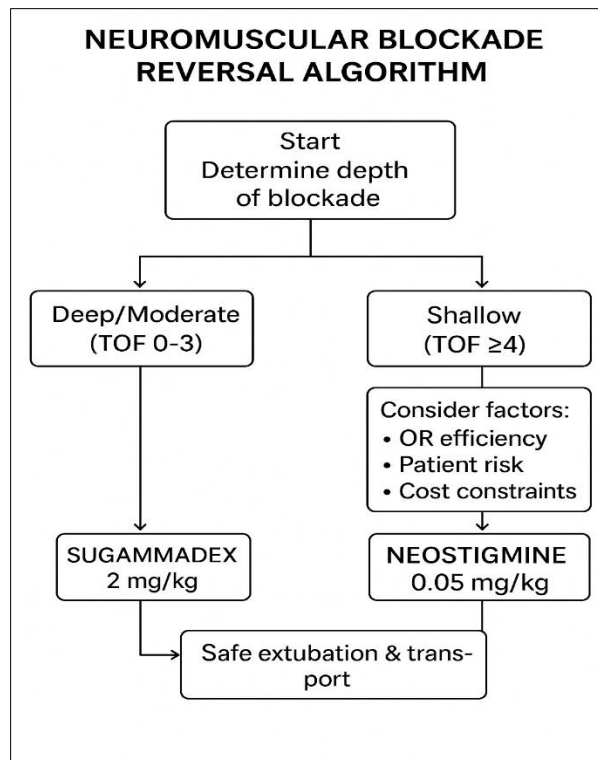 NEUROMUSCULAR BLOCKADE
REVERSAL ALGORITHM
Start
Determine depth
of blockade
Deep/Moderate
(TOF 0-3)
Shallow
(TOF ≥4)
Consider factors:
• OR efficiency
• Patient risk
• Cost constraints
SUGAMMADEX
2 mg/kg
NEOSTIGMINE
0.05 mg/kg
Safe extubation & trans-
port